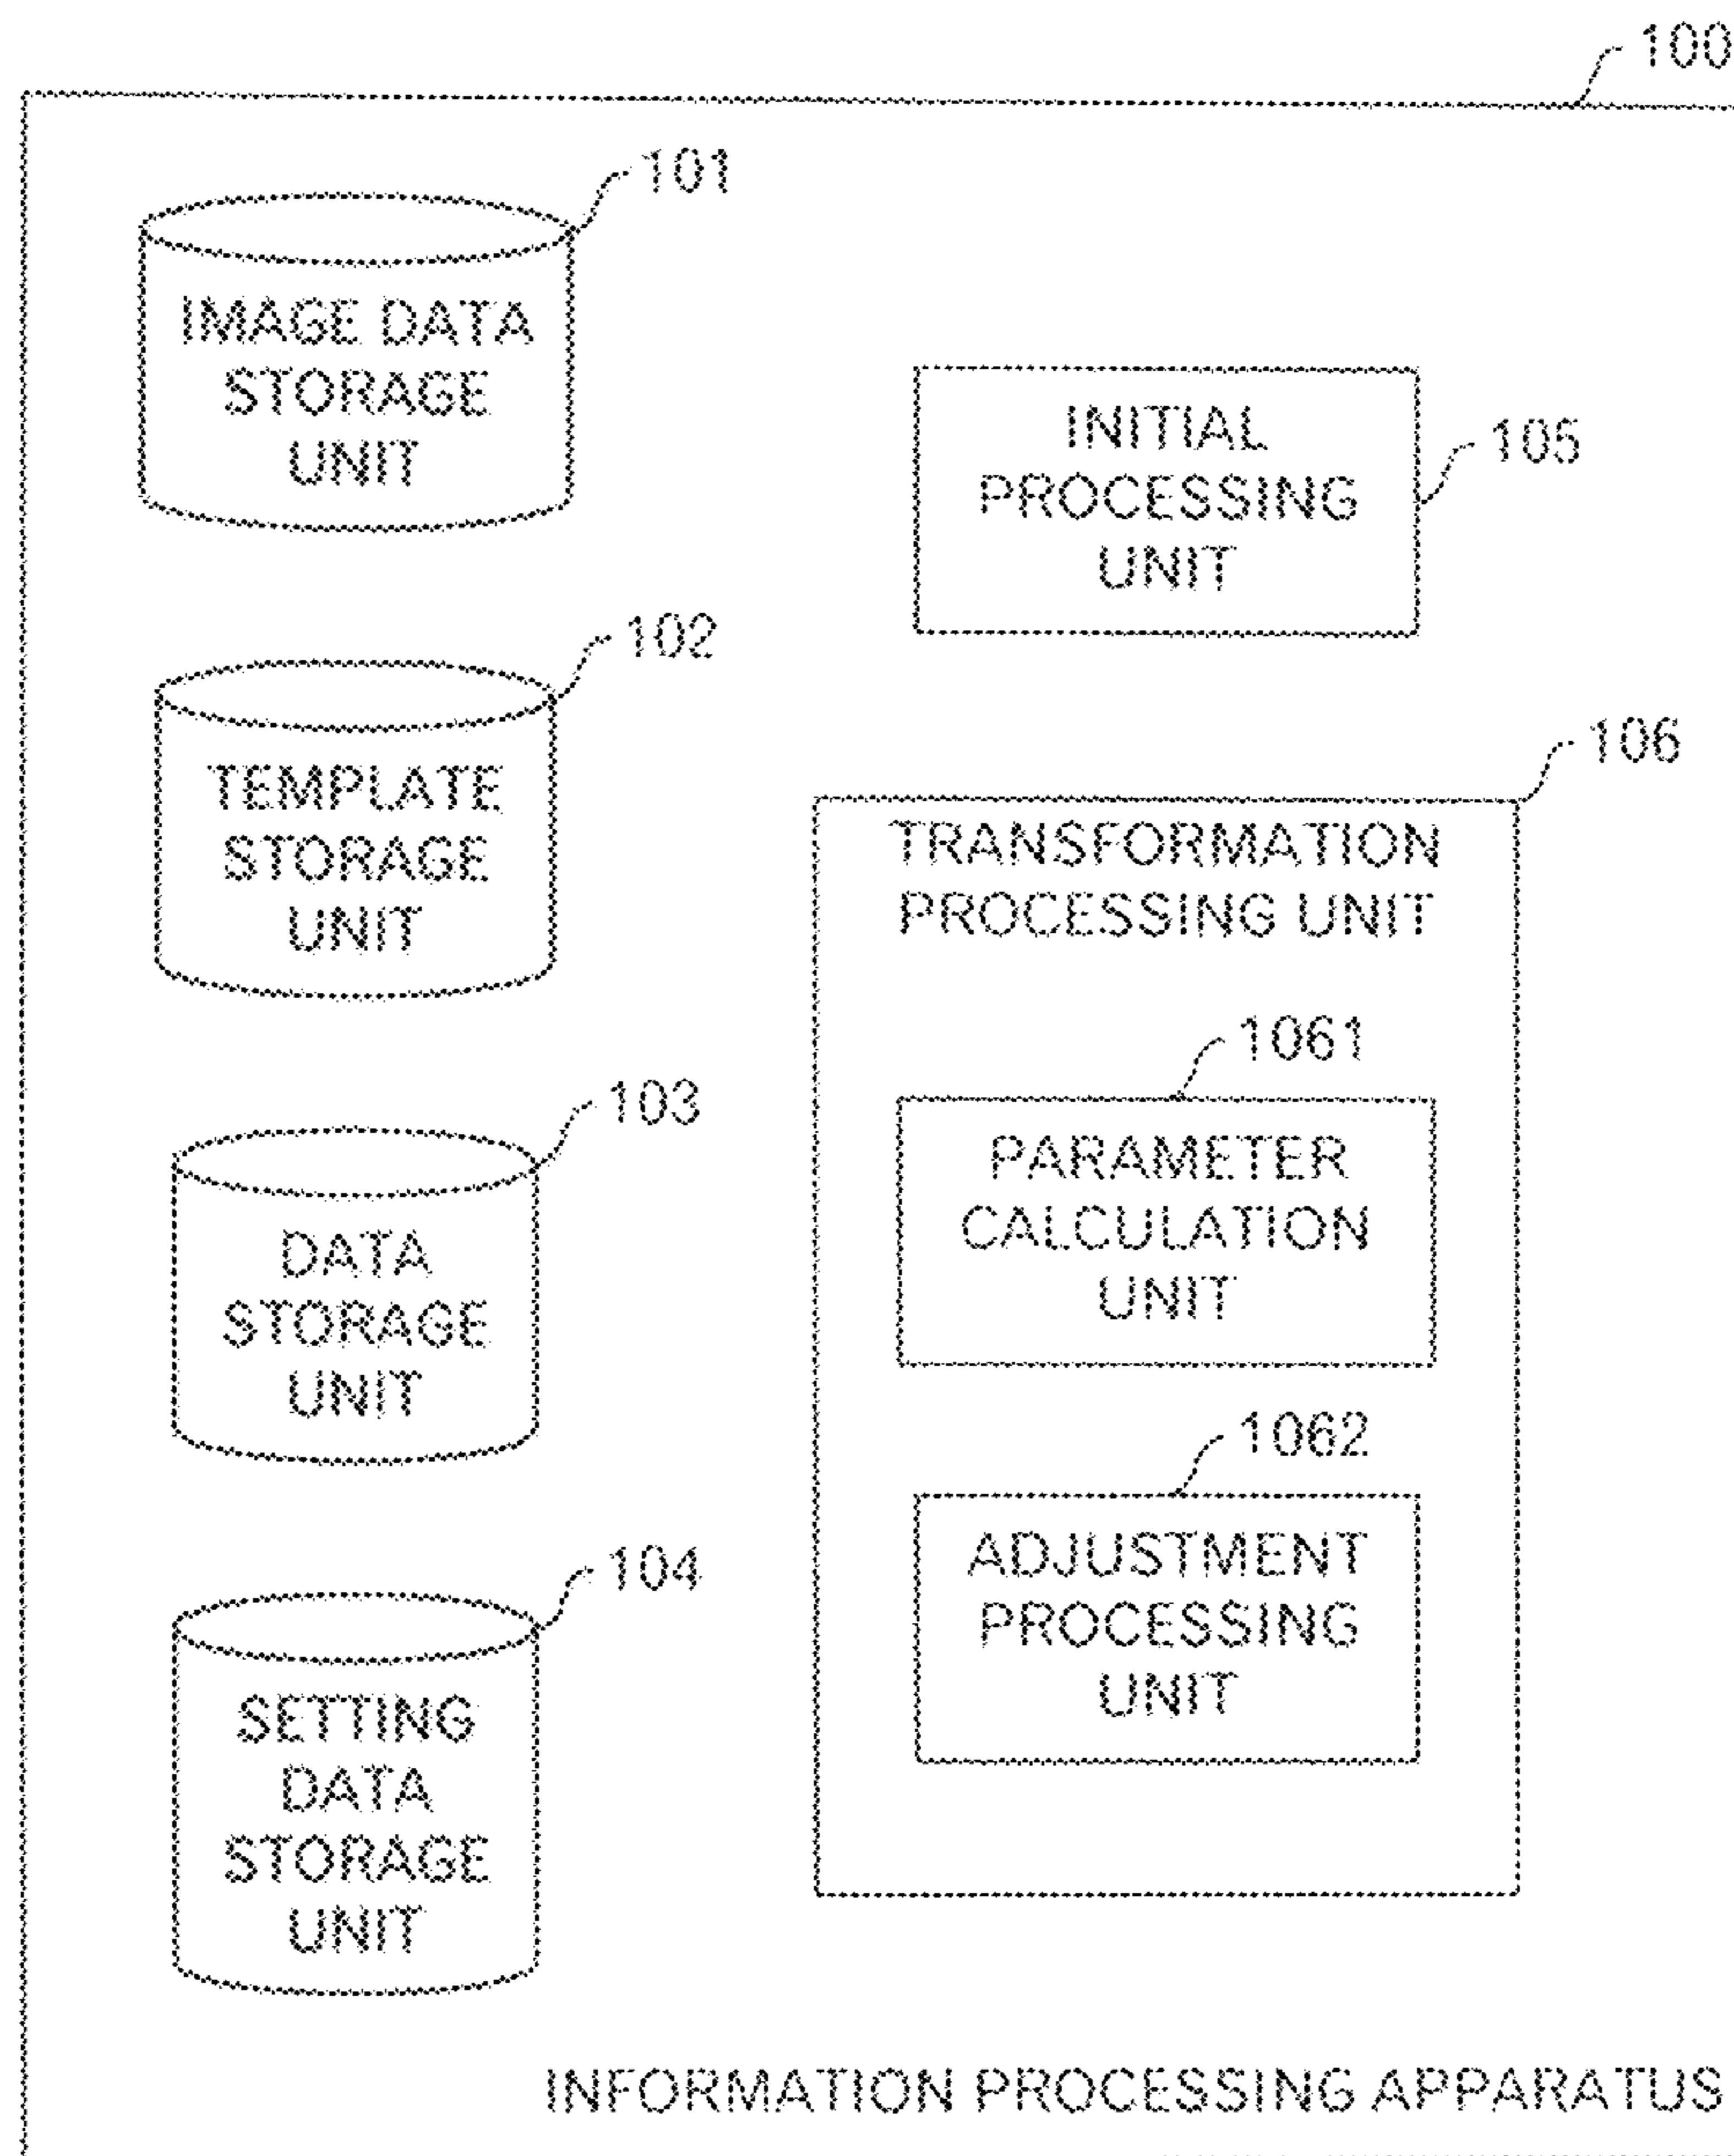 100
101
IMAGE DATA
STORAGE
UNIT
102
TEMPLATE
STORAGE
UNIT
103
DATA
STORAGE
UNIT
104
SETTING
DATA
STORAGE
UNIT
INITIAL
PROCESSING
UNIT
105
106
TRANSFORMATION
PROCESSING UNIT
1061
PARAMETER
CALCULATION
UNIT
1062
ADJUSTMENT
PROCESSING
UNIT
INFORMATION PROCESSING APPARATUS